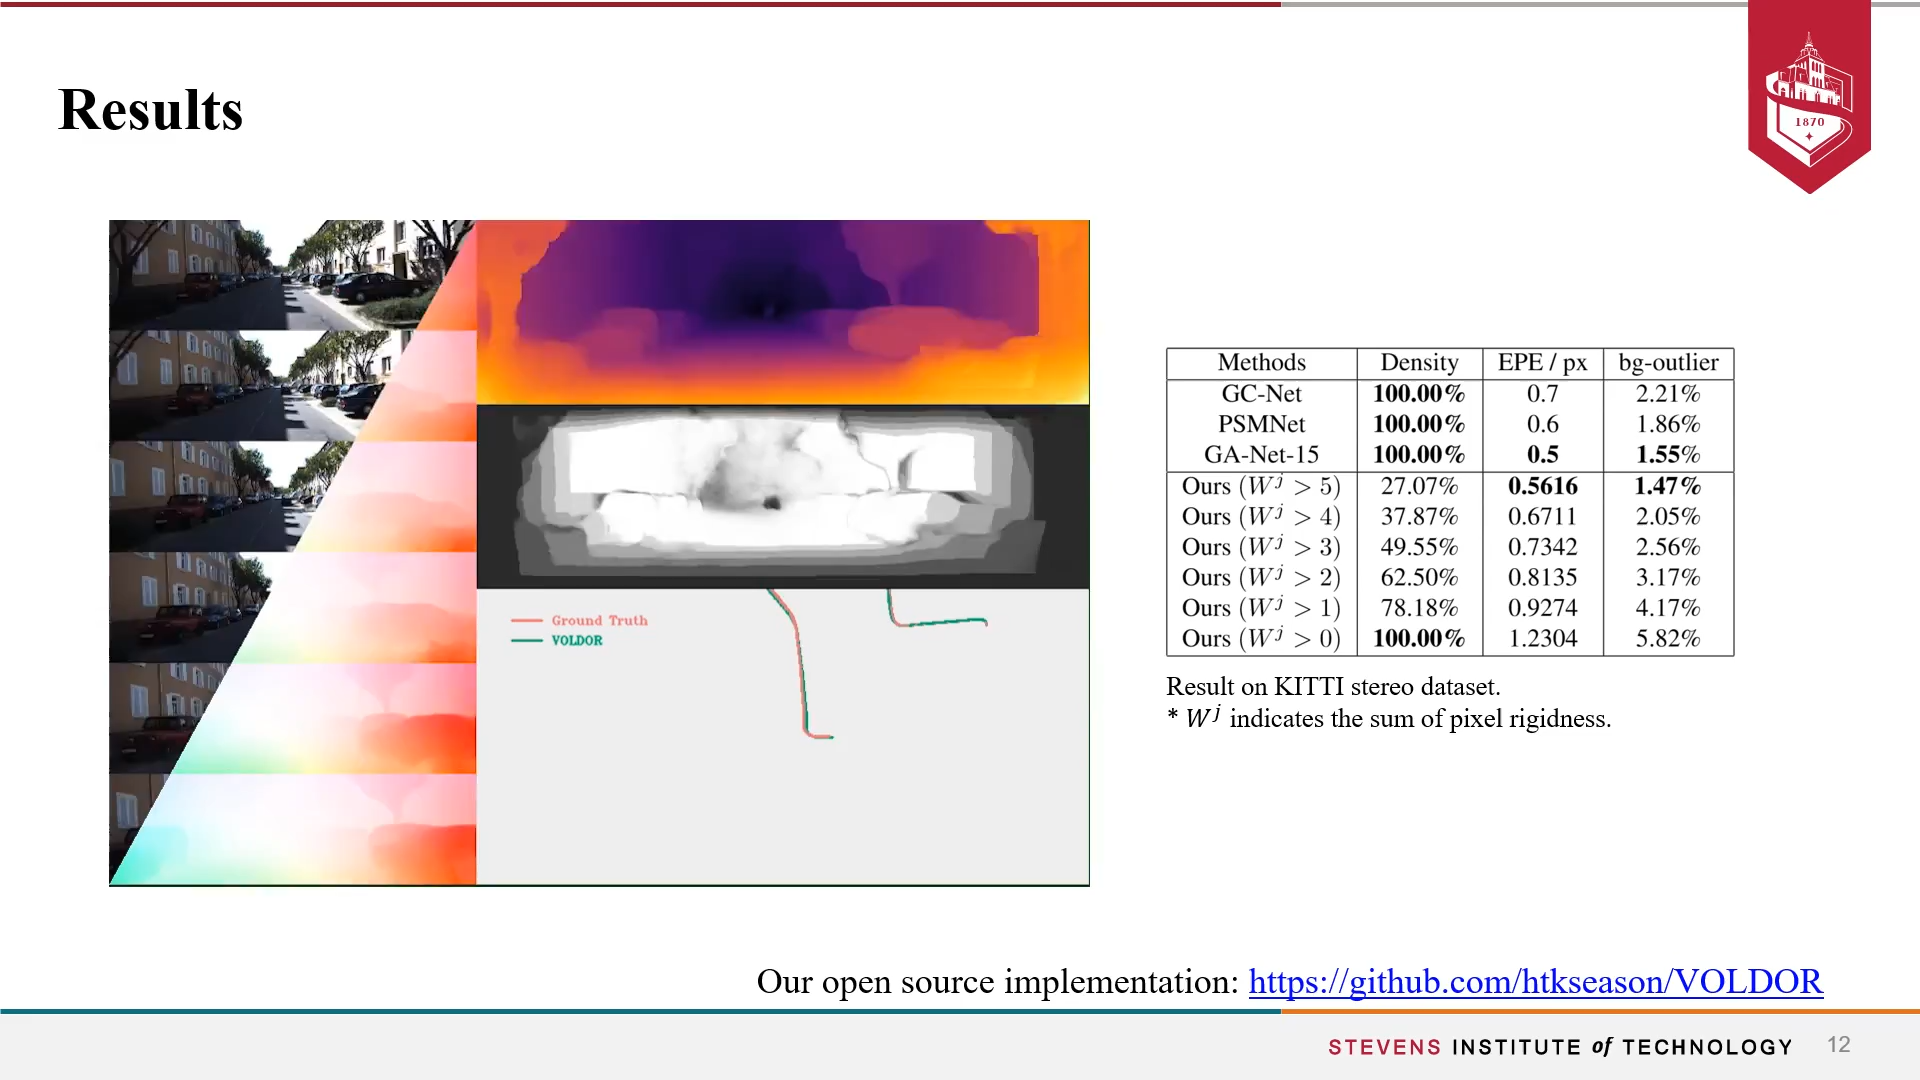 Results
1870
Ground Truth
VOLDOR
Methods Density EPE / px bg-outlier
GC-Net 100.00% 0.7 2.21%
PSMNet 100.00% 0.6 1.86%
GA-Net-15 100.00% 0.5 1.55%
Ours (W^j > 5) 27.07% 0.5616 1.47%
Ours (W^j > 4) 37.87% 0.6711 2.05%
Ours (W^j > 3) 49.55% 0.7342 2.56%
Ours (W^j > 2) 62.50% 0.8135 3.17%
Ours (W^j > 1) 78.18% 0.9274 4.17%
Ours (W^j > 0) 100.00% 1.2304 5.82%
Result on KITTI stereo dataset.
* W^j indicates the sum of pixel rigidness.
Our open source implementation: https://github.com/htkseason/VOLDOR
STEVENS INSTITUTE of TECHNOLOGY 12